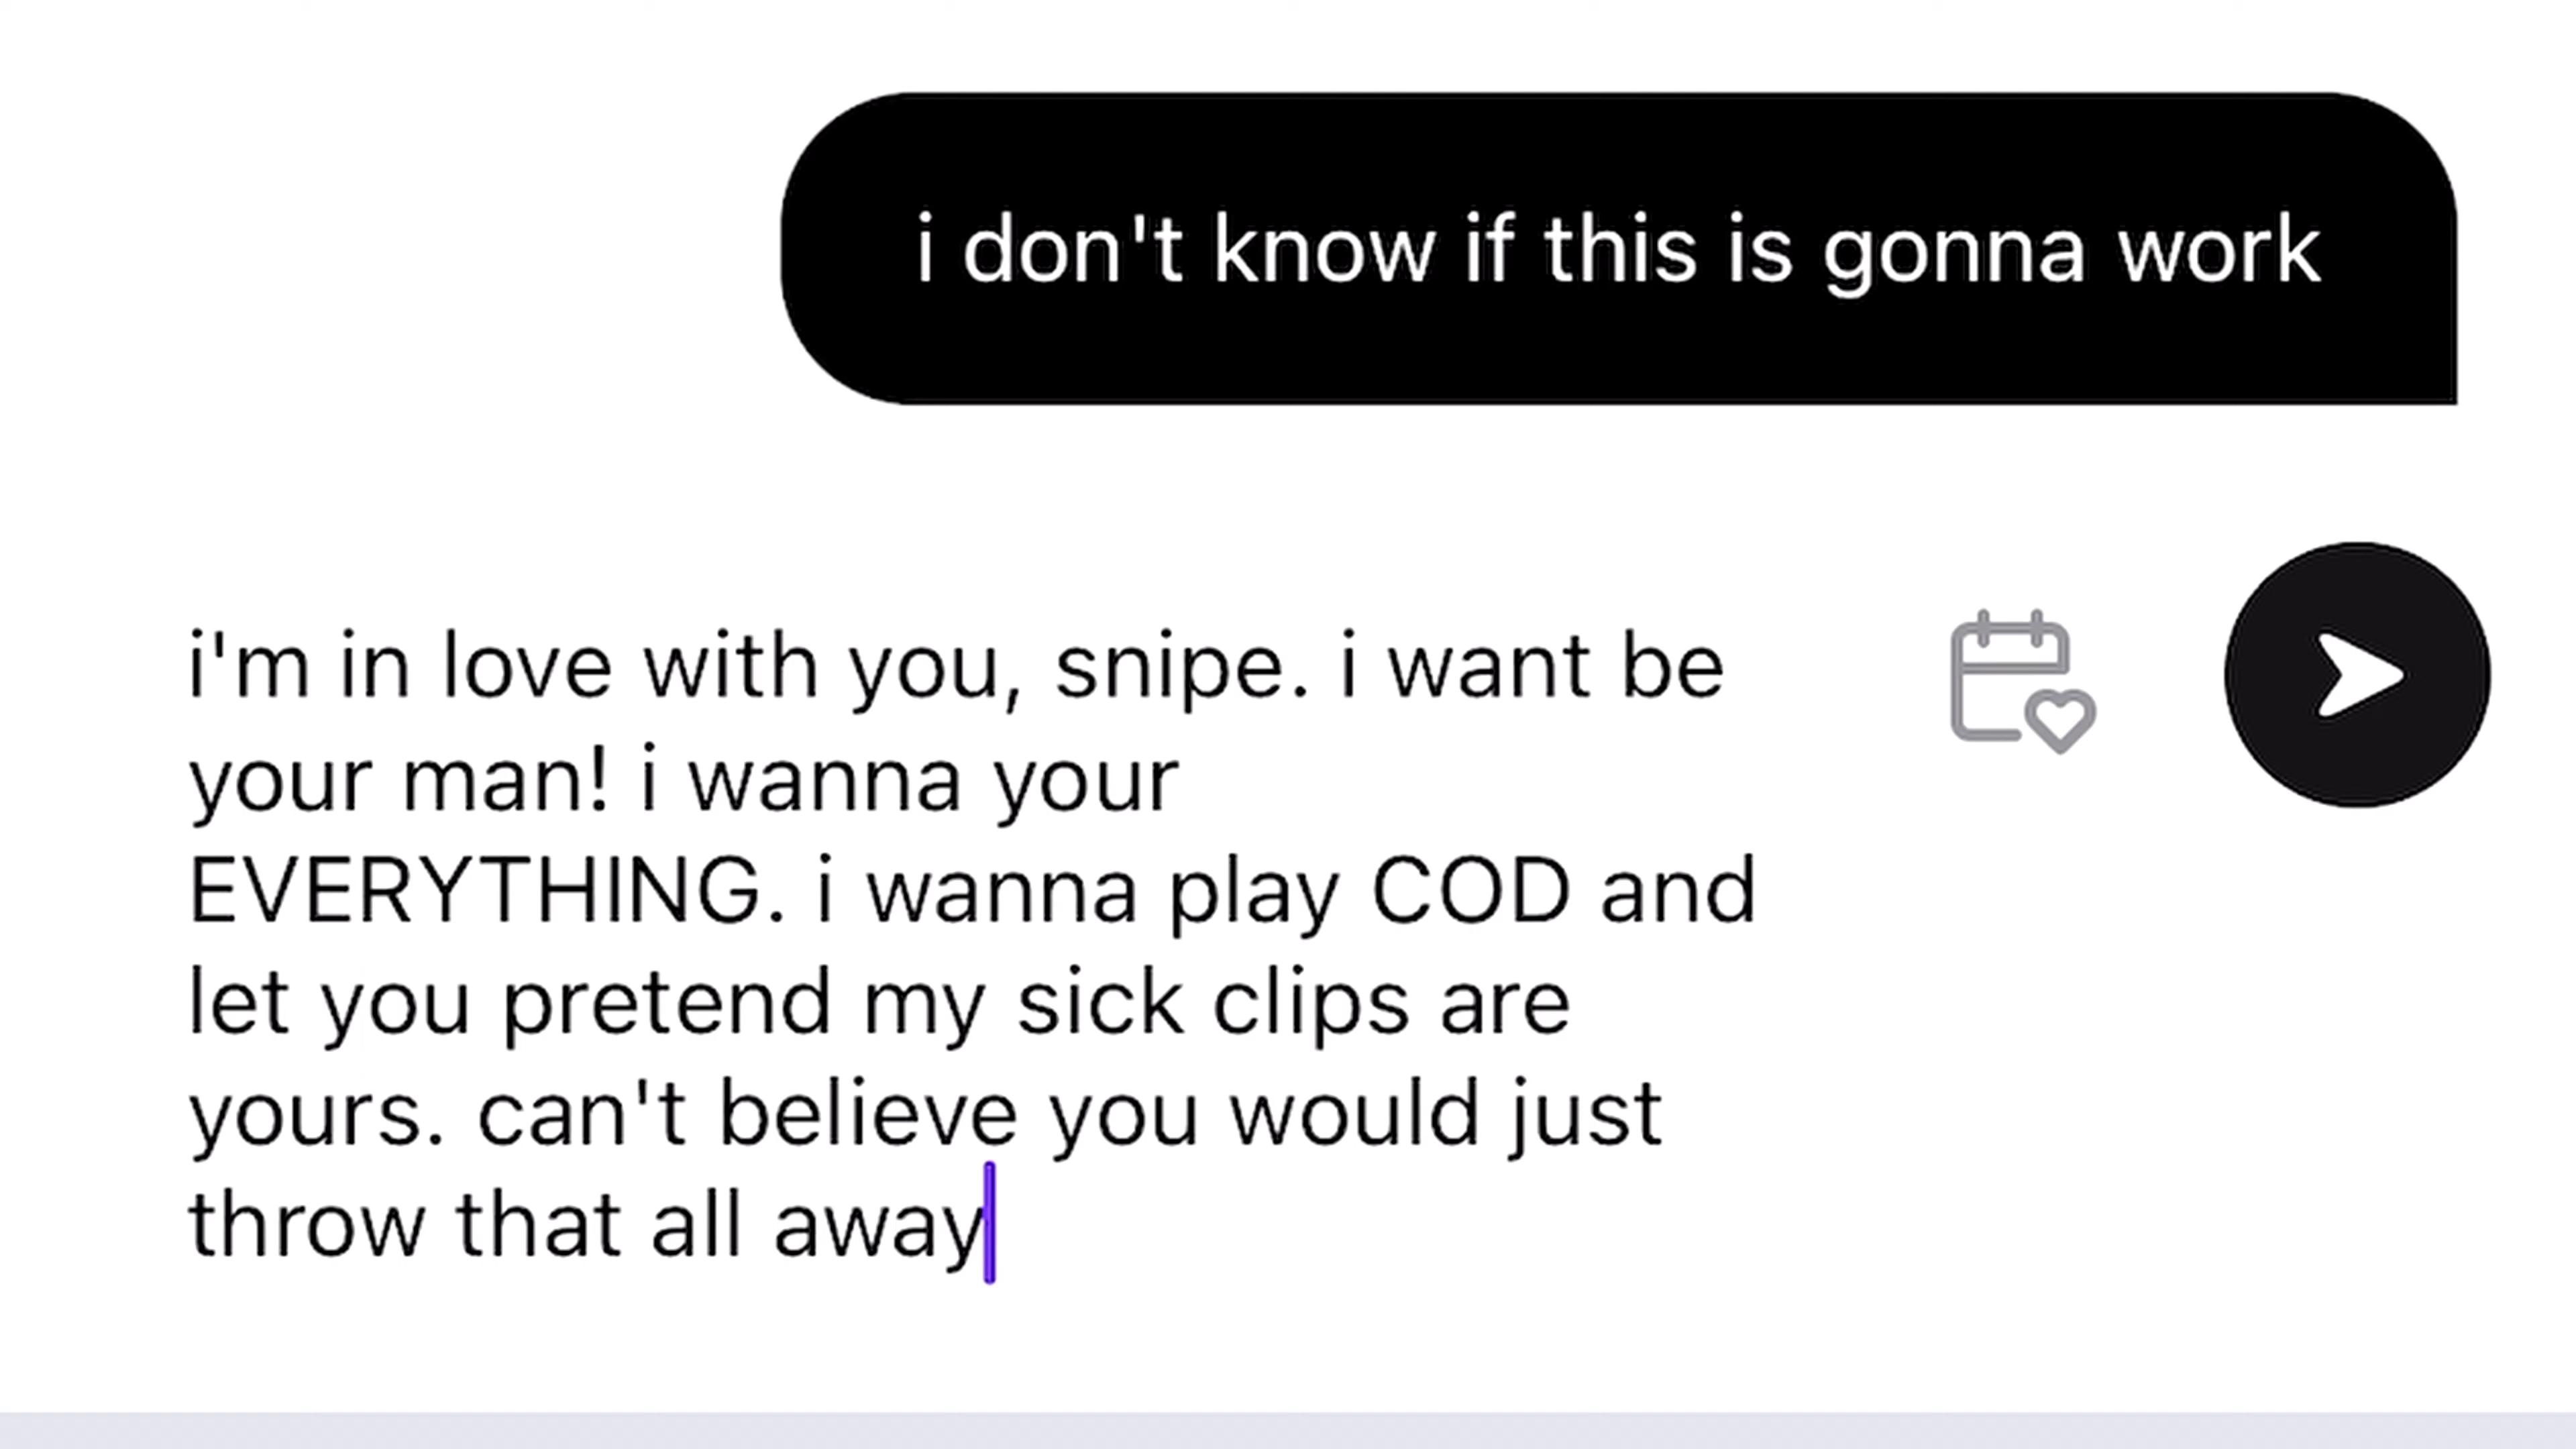 i don't know if this is gonna work
i'm in love with you, snipe. i want be
your man! i wanna your
EVERYTHING. i wanna play COD and
let you pretend my sick clips are
yours. can't believe you would just
throw that all away